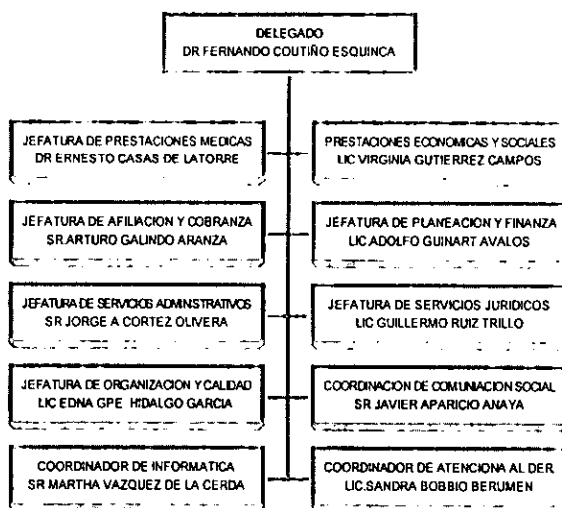 DELEGADO
DR FERNANDO COUTIÑO ESQUINCA
JEFATURA DE PRESTACIONES MEDICAS
DR ERNESTO CASAS DE LATORRE
PRESTACIONES ECONOMICAS Y SOCIALES
LIC VIRGINIA GUTIERREZ CAMPOS
JEFATURA DE AFILIACION Y COBRANZA
SR.ARTURO GALINDO ARANZA
JEFATURA DE PLANEACION Y FINANZA
LIC ADOLFO GUINART AVALOS
JEFATURA DE SERVICIOS ADMINSTRATIVOS
SR JORGE A CORTEZ OLIVERA
JEFATURA DE SERVICIOS JURIDICOS
LIC GUILLERMO RUIZ TRILLO
JEFATURA DE ORGANIZACION Y CALIDAD
LIC EDNA GPE HIDALGO GARCIA
COORDINACION DE COMUNIACION SOCIAL
SR JAVIER APARICIO ANAYA
COORDINADOR DE INFORMATICA
SR MARTHA VAZQUEZ DE LA CERDA
COORDINADOR DE ATENCIONA AL DER.
LIC.SANDRA BOBBIO BERUMEN